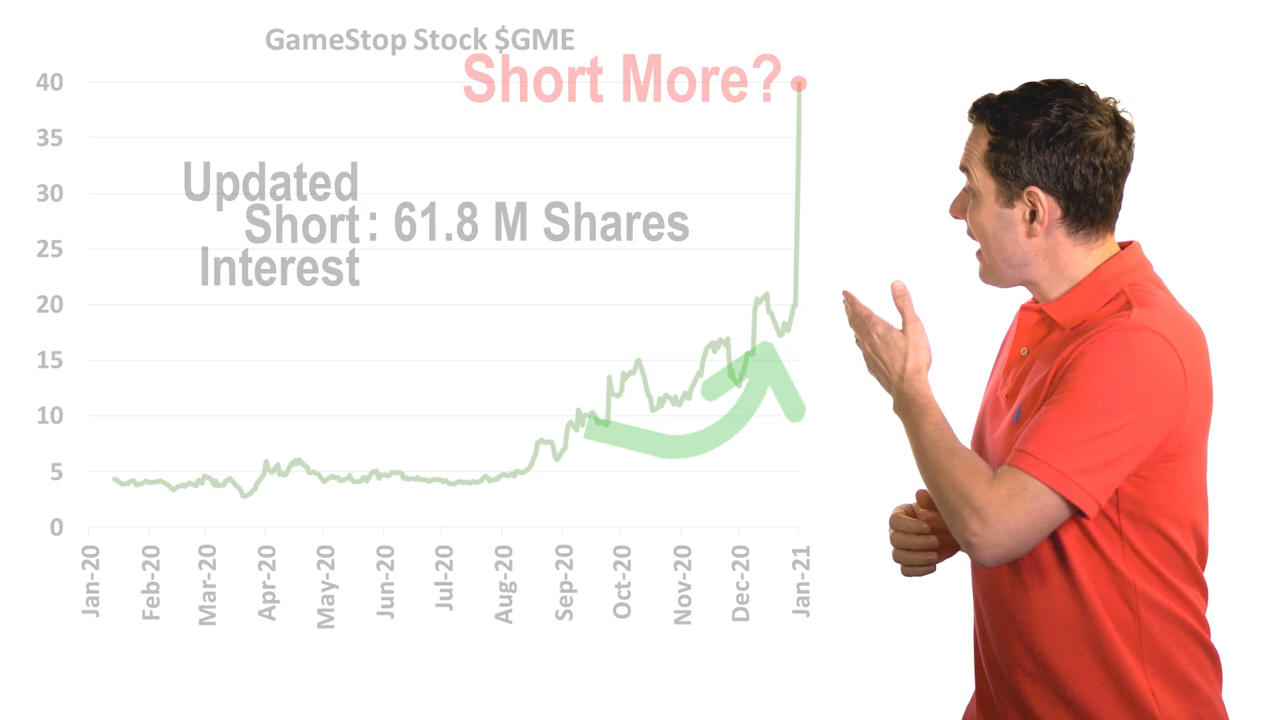 GameStop Stock $GME
Short More?
Updated
Short : 61.8 M Shares
Interest
40
35
30
25
20
15
10
5
0
Jan-20
Feb-20
Mar-20
Apr-20
May-20
Jun-20
Jul-20
Aug-20
Sep-20
Oct-20
Nov-20
Dec-20
Jan-21